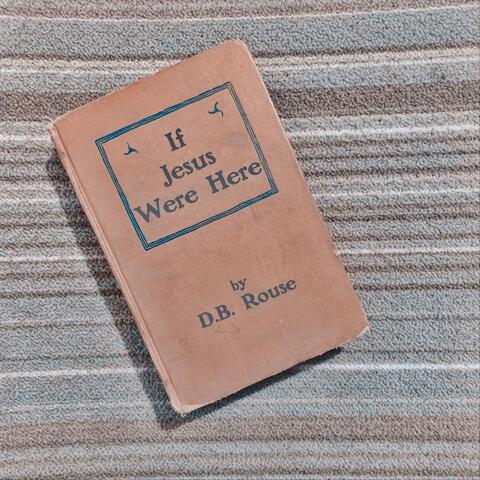 If
Jesus
Were Here
by
D.B. Rouse